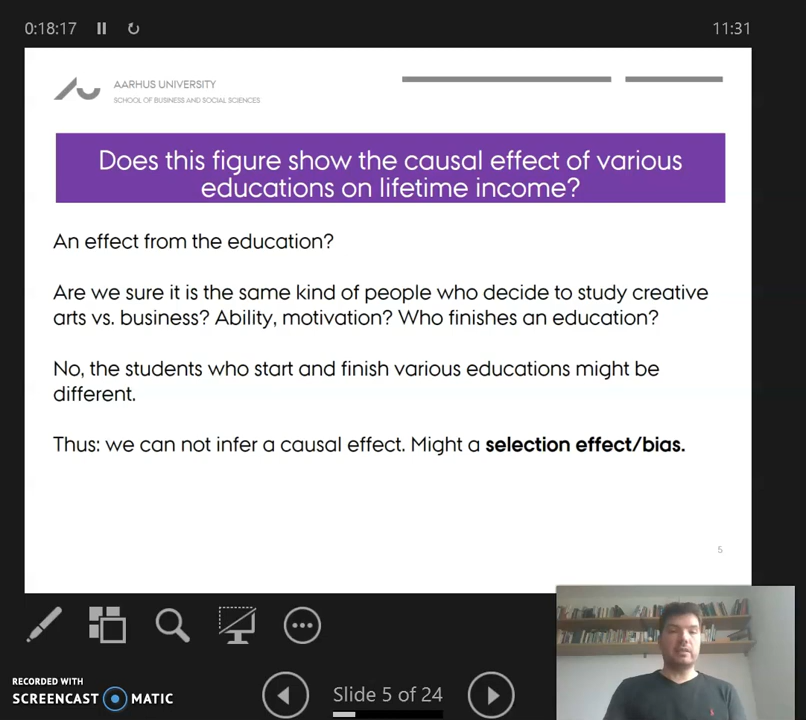 0:18:17
11:31
AARHUS UNIVERSITY
SCHOOL OF BUSINESS AND SOCIAL SCIENCES
Does this figure show the causal effect of various
educations on lifetime income?
An effect from the education?
Are we sure it is the same kind of people who decide to study creative
arts vs. business? Ability, motivation? Who finishes an education?
No, the students who start and finish various educations might be
different.
Thus: we can not infer a causal effect. Might a selection effect/bias.
5
RECORDED WITH
SCREENCAST MATIC
Slide 5 of 24